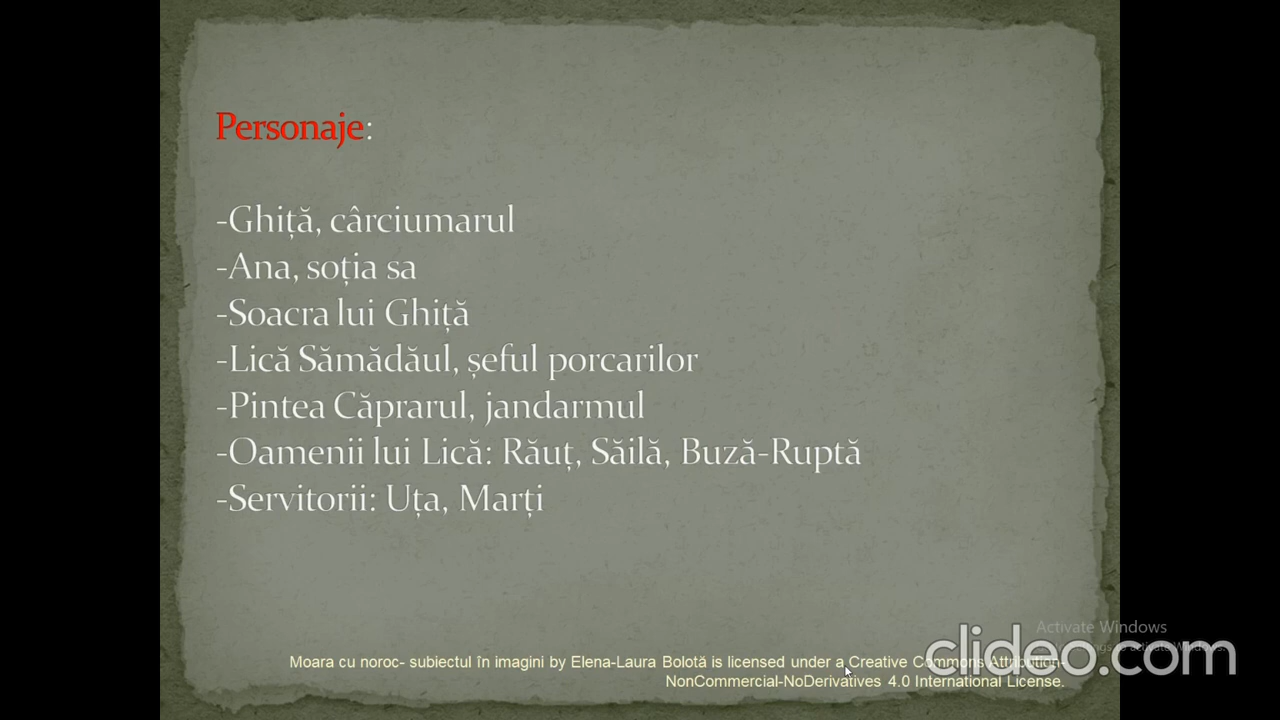 Personaje:
-Ghiță, cârciumarul
-Ana, soția sa
-Soacra lui Ghiță
-Lică Sămădăul, șeful porcarilor
-Pintea Căprarul, jandarmul
-Oamenii lui Lică: Răuț, Săilă, Buză-Ruptă
-Servitorii: Uța, Marți
Activate Windows
clideo.com
Moara cu noroc- subiectul în imagini by Elena-Laura Bolotă is licensed under a Creative Commons Attribution-
NonCommercial-NoDerivatives 4.0 International License.